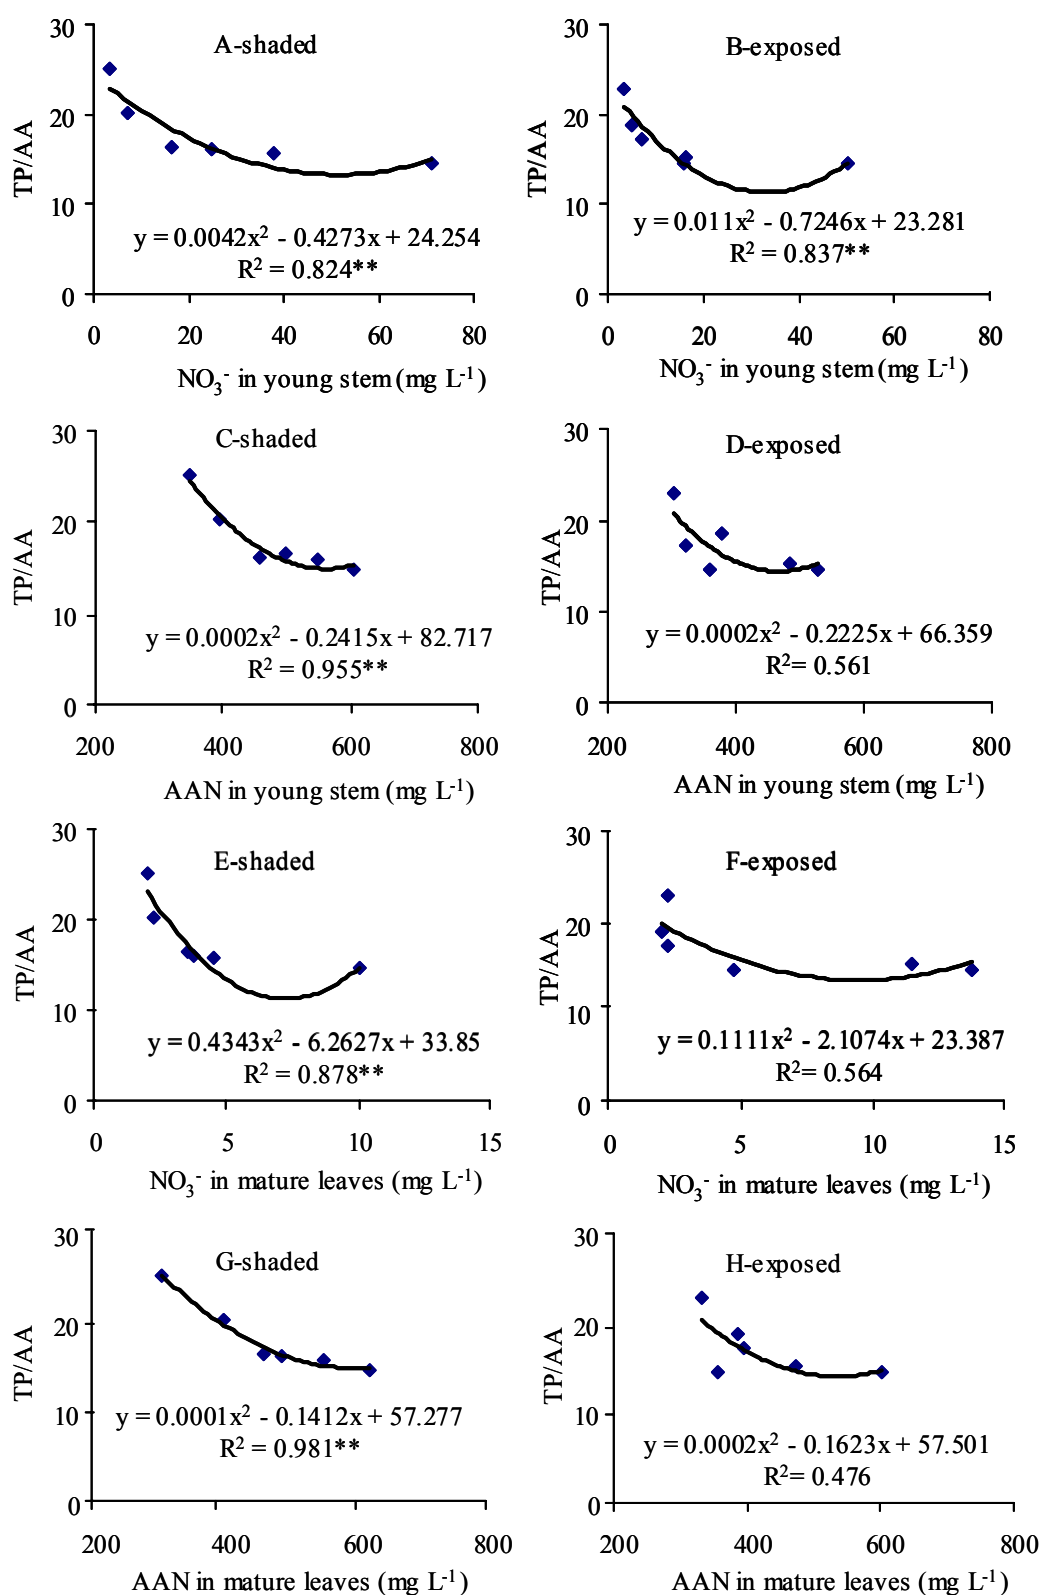 30
20
10
0
TP/AA
A-shaded
y = 0.0042x² - 0.4273x + 24.254
R² = 0.824**
0 20 40 60 80
NO₃⁻ in young stem (mg L⁻¹)
30
20
10
0
TP/AA
B-exposed
y = 0.011x² - 0.7246x + 23.281
R² = 0.837**
0 20 40 60 80
NO₃⁻ in young stem (mg L⁻¹)
30
20
10
0
TP/AA
C-shaded
y = 0.0002x² - 0.2415x + 82.717
R² = 0.955**
200 400 600 800
AAN in young stem (mg L⁻¹)
30
20
10
0
TP/AA
D-exposed
y = 0.0002x² - 0.2225x + 66.359
R²= 0.561
200 400 600 800
AAN in young stem (mg L⁻¹)
30
20
10
0
TP/AA
E-shaded
y = 0.4343x² - 6.2627x + 33.85
R² = 0.878**
0 5 10 15
NO₃⁻ in mature leaves (mg L⁻¹)
30
20
10
0
TP/AA
F-exposed
y = 0.1111x² - 2.1074x + 23.387
R²= 0.564
0 5 10 15
NO₃⁻ in mature leaves (mg L⁻¹)
30
20
10
0
TP/AA
G-shaded
y = 0.0001x² - 0.1412x + 57.277
R² = 0.981**
200 400 600 800
AAN in mature leaves (mg L⁻¹)
30
20
10
0
TP/AA
H-exposed
y = 0.0002x² - 0.1623x + 57.501
R²= 0.476
200 400 600 800
AAN in mature leaves (mg L⁻¹)